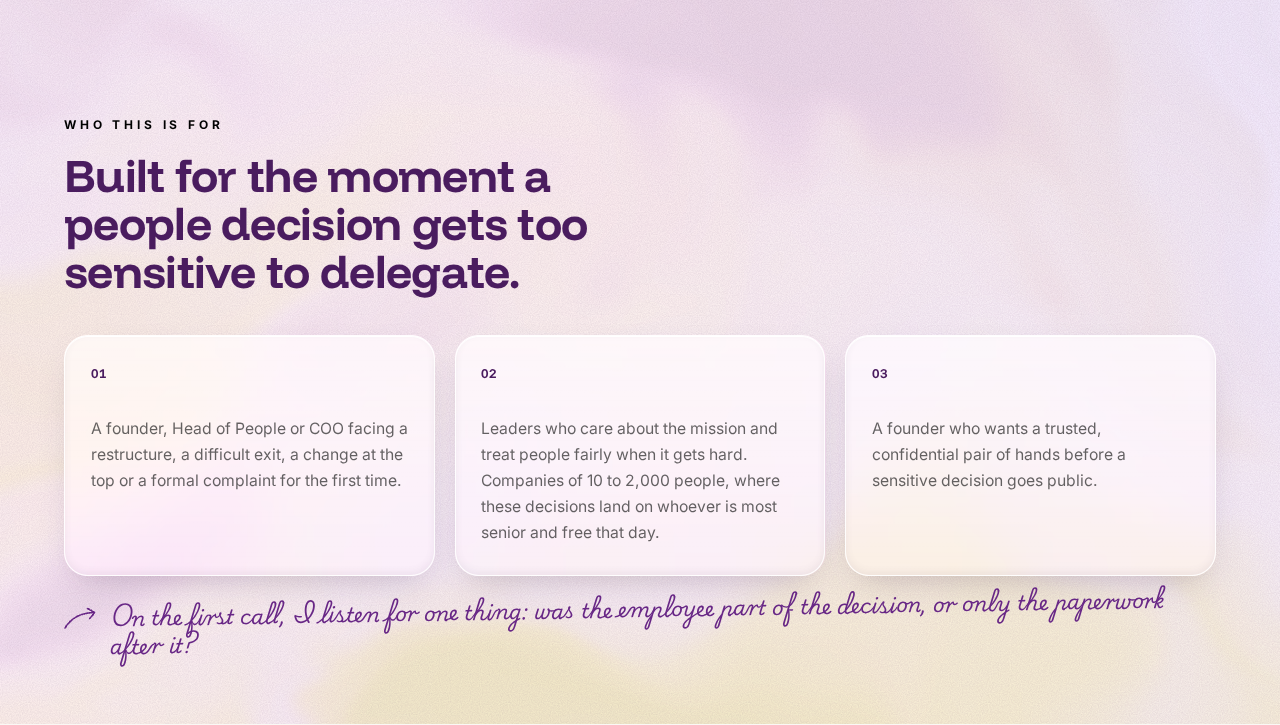 WHO THIS IS FOR
Built for the moment a
people decision gets too
sensitive to delegate.
01
A founder, Head of People or COO facing a
restructure, a difficult exit, a change at the
top or a formal complaint for the first time.
02
Leaders who care about the mission and
treat people fairly when it gets hard.
Companies of 10 to 2,000 people, where
these decisions land on whoever is most
senior and free that day.
03
A founder who wants a trusted,
confidential pair of hands before a
sensitive decision goes public.
On the first call, I listen for one thing: was the employee part of the decision, or only the paperwork
after it?